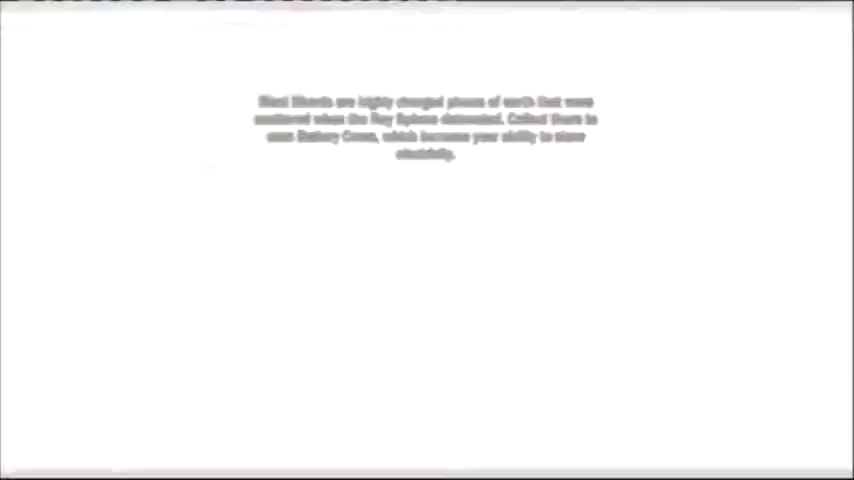 Blast Shards are highly charged pieces of earth that were
scattered when the Ray Sphere detonated. Collect them to
earn Battery Cores, which increase your ability to store
electricity.